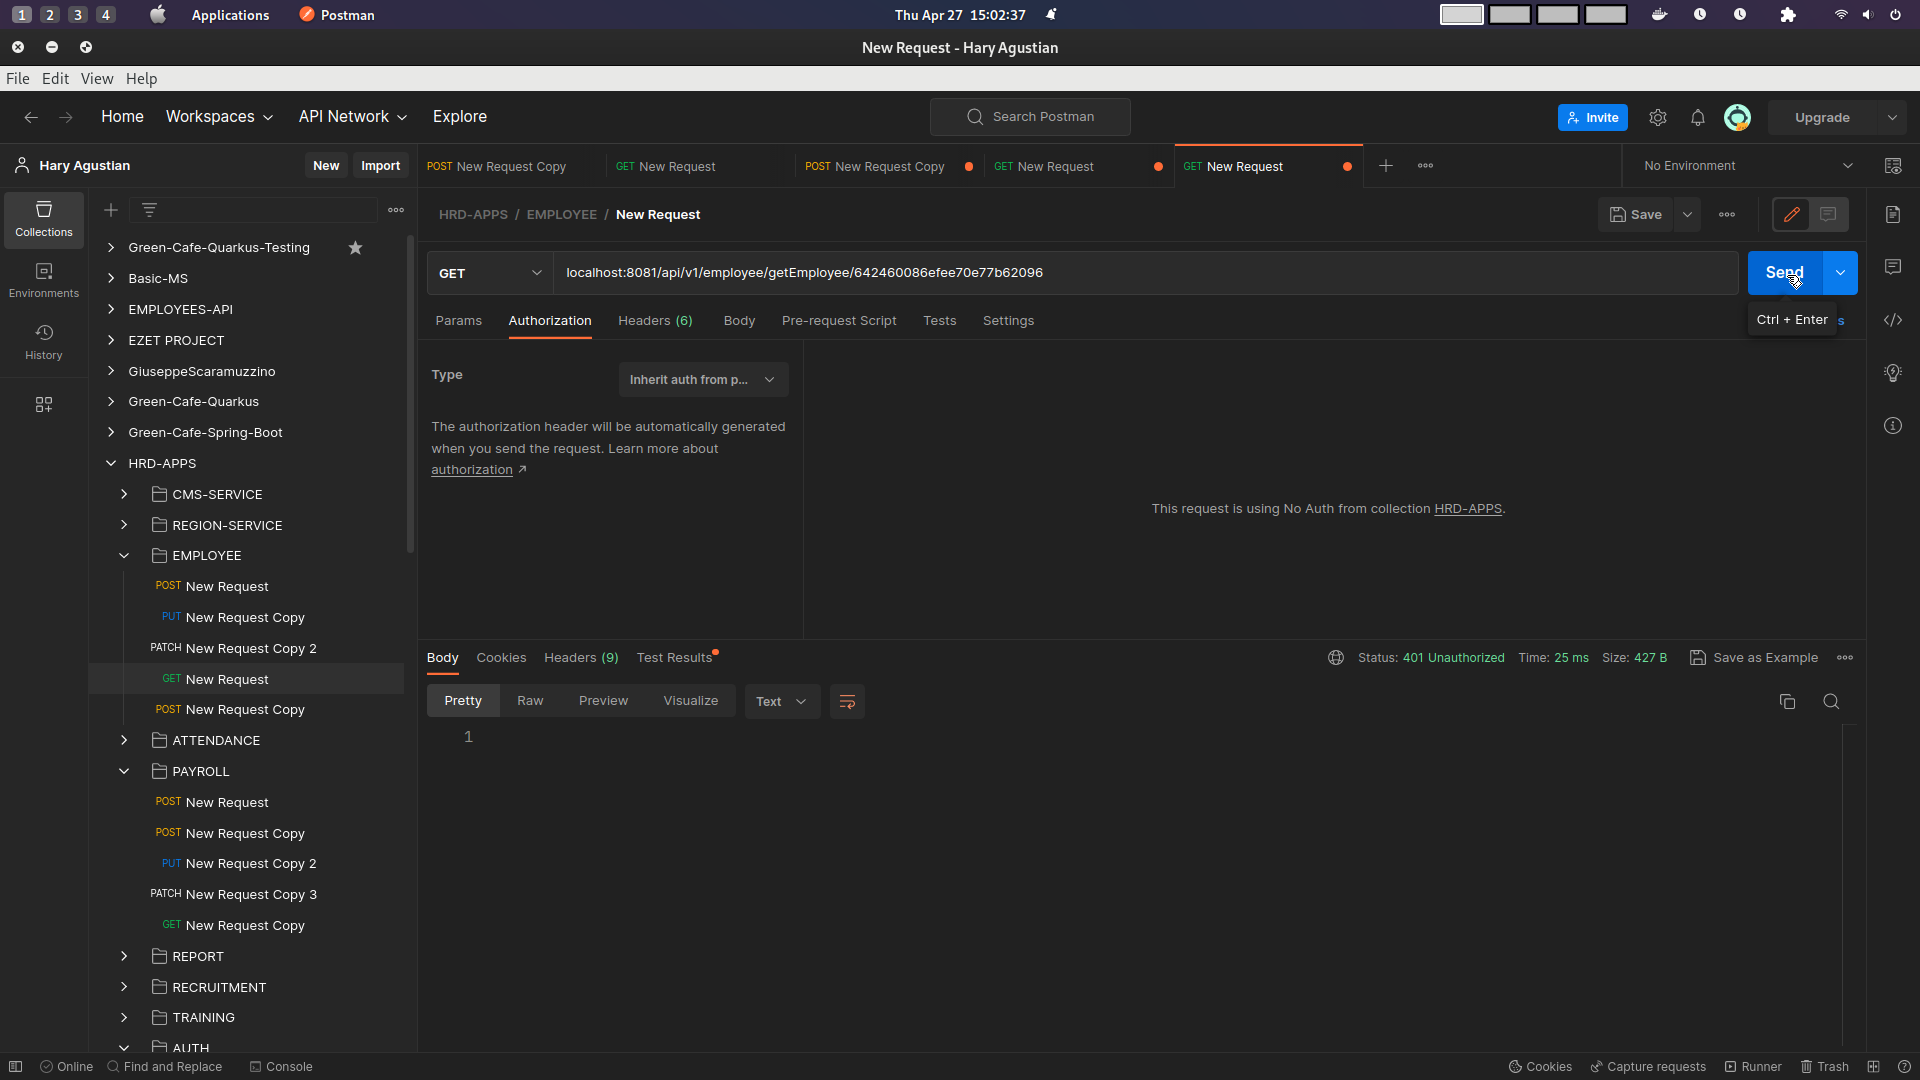 1 2 3 4 Applications Postman Thu Apr 27 15:02:37
New Request - Hary Agustian
File Edit View Help
Home Workspaces API Network Explore Search Postman Invite Upgrade
Hary Agustian New Import
POST New Request Copy GET New Request POST New Request Copy GET New Request GET New Request No Environment
Collections
Environments
History
Green-Cafe-Quarkus-Testing
Basic-MS
EMPLOYEES-API
EZET PROJECT
GiuseppeScaramuzzino
Green-Cafe-Quarkus
Green-Cafe-Spring-Boot
HRD-APPS
CMS-SERVICE
REGION-SERVICE
EMPLOYEE
POST New Request
PUT New Request Copy
PATCH New Request Copy 2
GET New Request
POST New Request Copy
ATTENDANCE
PAYROLL
POST New Request
POST New Request Copy
PUT New Request Copy 2
PATCH New Request Copy 3
GET New Request Copy
REPORT
RECRUITMENT
TRAINING
AUTH
HRD-APPS / EMPLOYEE / New Request Save
GET localhost:8081/api/v1/employee/getEmployee/642460086efee70e77b62096 Send
Params Authorization Headers (6) Body Pre-request Script Tests Settings
Ctrl + Enter s
Type Inherit auth from p...
The authorization header will be automatically generated
when you send the request. Learn more about
authorization ↗
This request is using No Auth from collection HRD-APPS.
Body Cookies Headers (9) Test Results Status: 401 Unauthorized Time: 25 ms Size: 427 B Save as Example
Pretty Raw Preview Visualize Text
1
Online Find and Replace Console Cookies Capture requests Runner Trash